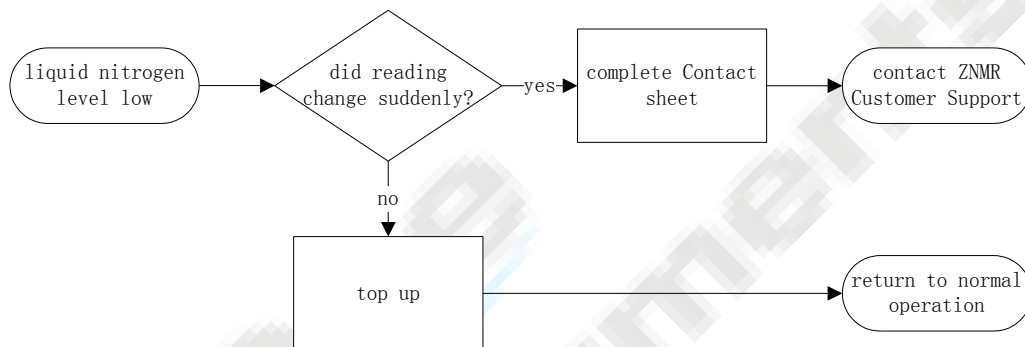 liquid nitrogen
level low
did reading
change suddenly?
yes
complete Contact
sheet
contact ZNMR
Customer Support
no
top up
return to normal
operation